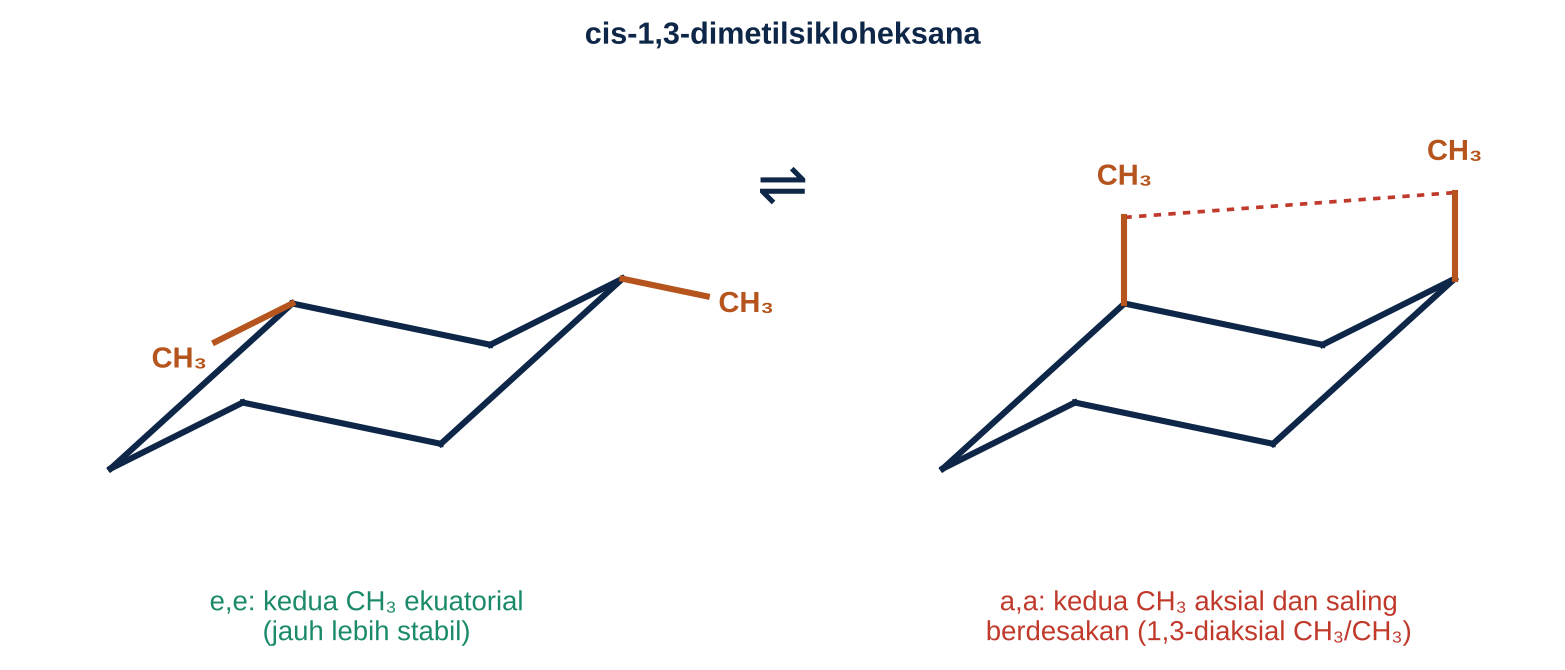 cis-1,3-dimetilsikloheksana
CH₃
CH₃
⇌
CH₃
CH₃
e,e: kedua CH₃ ekuatorial
(jauh lebih stabil)
a,a: kedua CH₃ aksial dan saling
berdesakan (1,3-diaksial CH₃/CH₃)